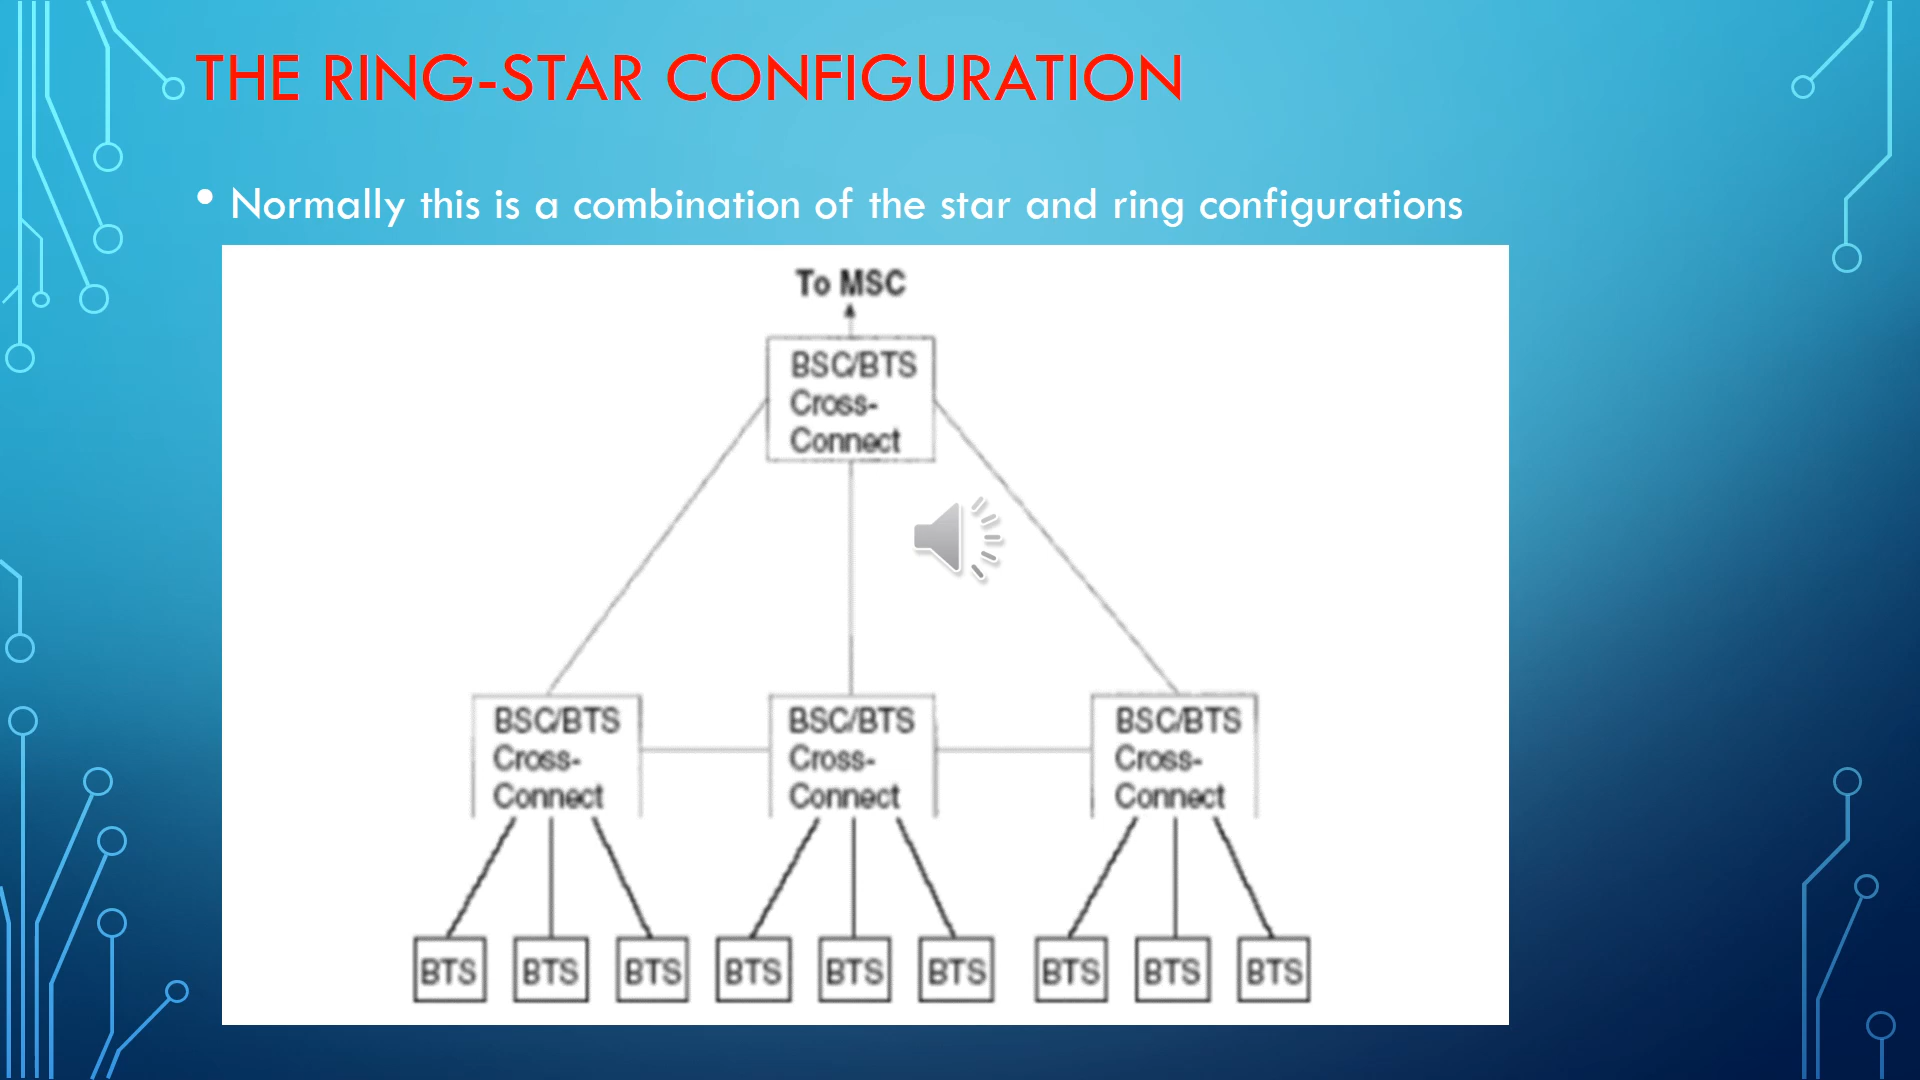 THE RING-STAR CONFIGURATION
• Normally this is a combination of the star and ring configurations
To MSC
BSC/BTS
Cross-
Connect
BSC/BTS
Cross-
Connect
BSC/BTS
Cross-
Connect
BSC/BTS
Cross-
Connect
BTS
BTS
BTS
BTS
BTS
BTS
BTS
BTS
BTS